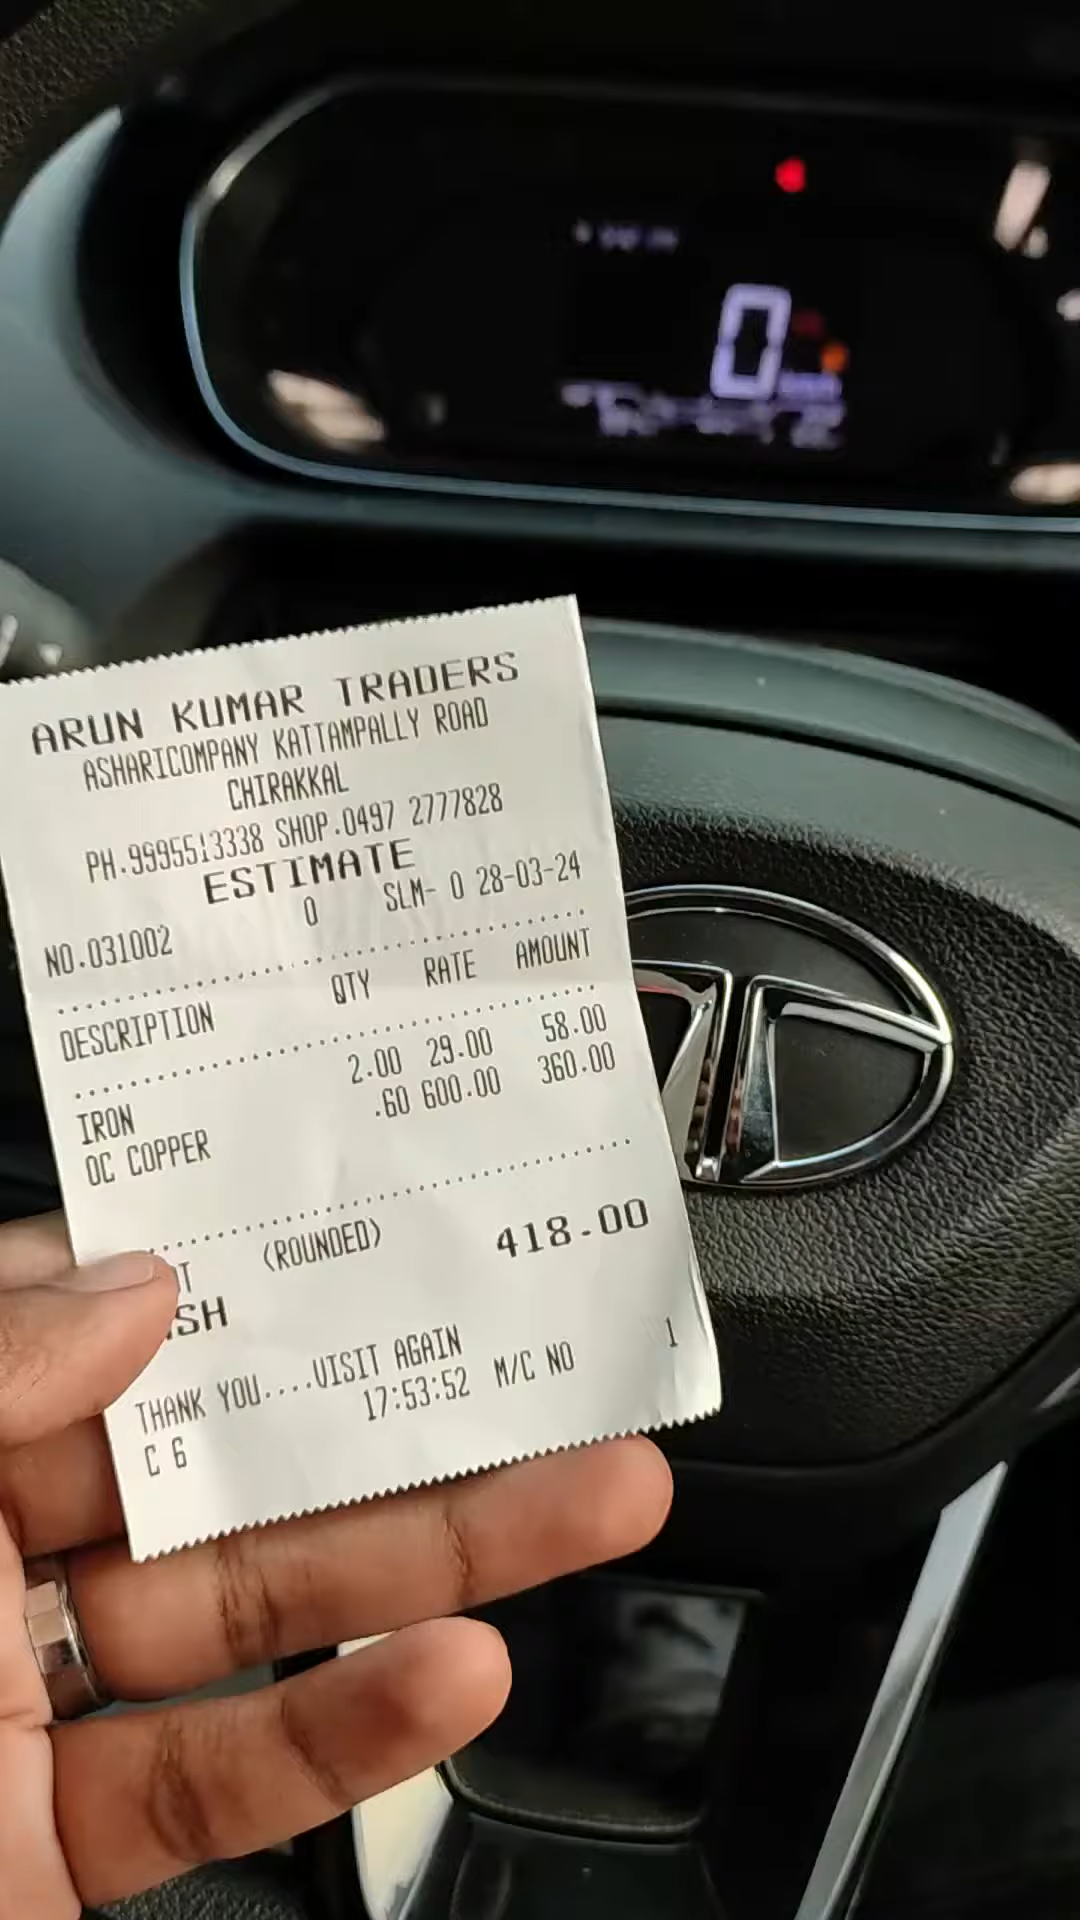 0
ARUN KUMAR TRADERS
ASHARICOMPANY KATTAMPALLY ROAD
CHIRAKKAL
PH.9995513338 SHOP.0497 2777828
ESTIMATE
NO.031002 0 SLM- 0 28-03-24
DESCRIPTION QTY RATE AMOUNT
IRON 2.00 29.00 58.00
OC COPPER .60 600.00 360.00
(ROUNDED) 418.00
THANK YOU....VISIT AGAIN
C 6 17:53:52 M/C NO 1